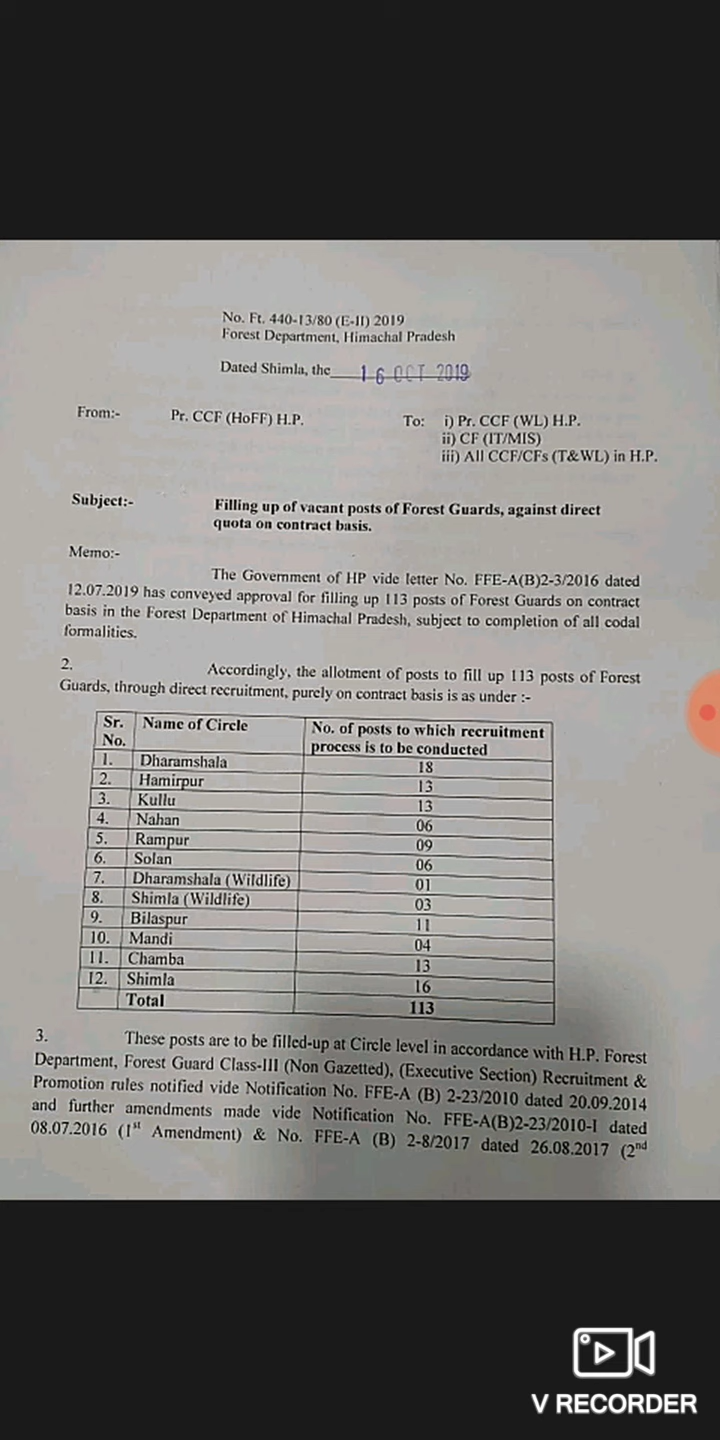 No. Ft. 440-13/80 (E-II) 2019
Forest Department, Himachal Pradesh
Dated Shimla, the 16 OCT 2019
From:- Pr. CCF (HoFF) H.P. To: i) Pr. CCF (WL) H.P.
ii) CF (IT/MIS)
iii) All CCF/CFs (T&WL) in H.P.
Subject:- Filling up of vacant posts of Forest Guards, against direct
quota on contract basis.
Memo:-
The Government of HP vide letter No. FFE-A(B)2-3/2016 dated
12.07.2019 has conveyed approval for filling up 113 posts of Forest Guards on contract
basis in the Forest Department of Himachal Pradesh, subject to completion of all codal
formalities.
2. Accordingly, the allotment of posts to fill up 113 posts of Forest
Guards, through direct recruitment, purely on contract basis is as under :-
Sr. No. Name of Circle No. of posts to which recruitment
process is to be conducted
1. Dharamshala 18
2. Hamirpur 13
3. Kullu 13
4. Nahan 06
5. Rampur 09
6. Solan 06
7. Dharamshala (Wildlife) 01
8. Shimla (Wildlife) 03
9. Bilaspur 11
10. Mandi 04
11. Chamba 13
12. Shimla 16
Total 113
3. These posts are to be filled-up at Circle level in accordance with H.P. Forest
Department, Forest Guard Class-III (Non Gazetted), (Executive Section) Recruitment &
Promotion rules notified vide Notification No. FFE-A (B) 2-23/2010 dated 20.09.2014
and further amendments made vide Notification No. FFE-A(B)2-23/2010-I dated
08.07.2016 (1st Amendment) & No. FFE-A (B) 2-8/2017 dated 26.08.2017 (2nd
V RECORDER